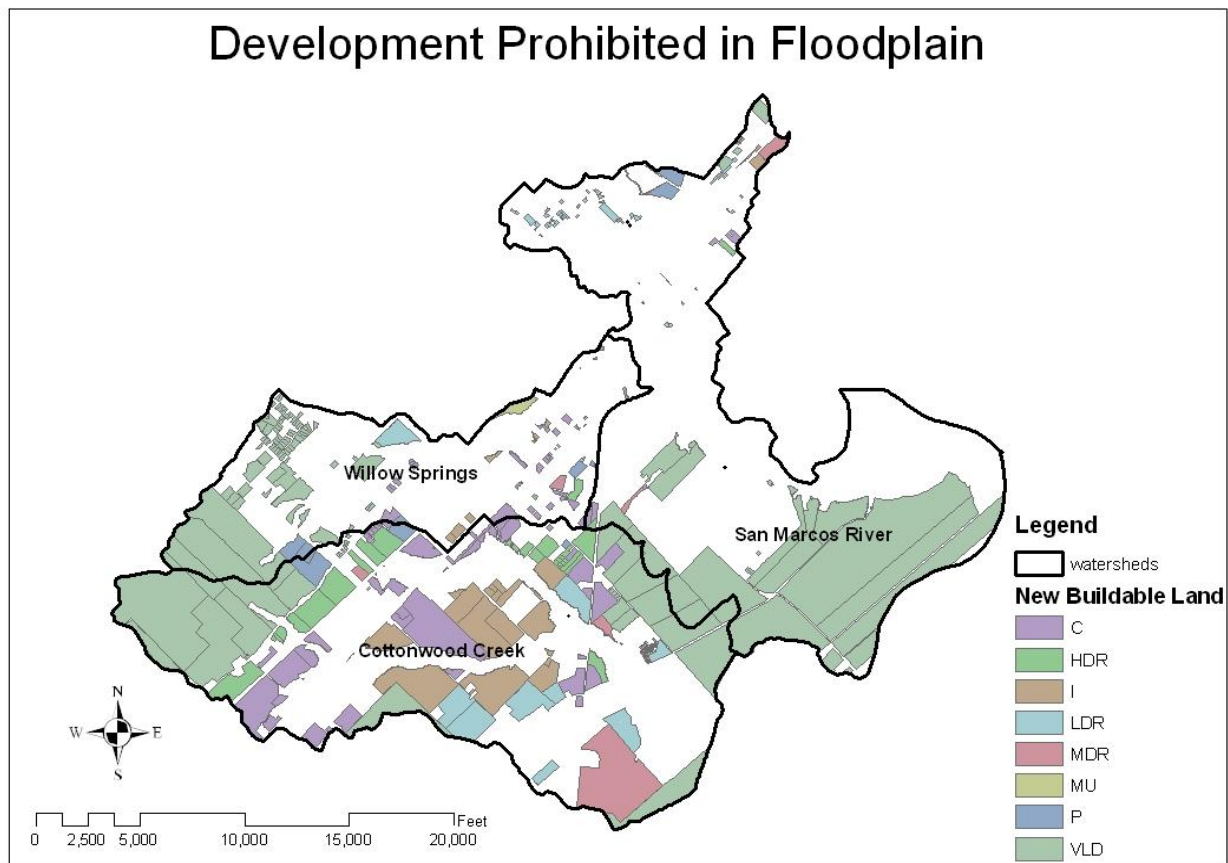 Development Prohibited in Floodplain
Willow Springs
San Marcos River
Cottonwood Creek
Legend
watersheds
New Buildable Land
C
HDR
I
LDR
MDR
MU
P
VLD
N
W E
S
Feet
0 2,500 5,000 10,000 15,000 20,000